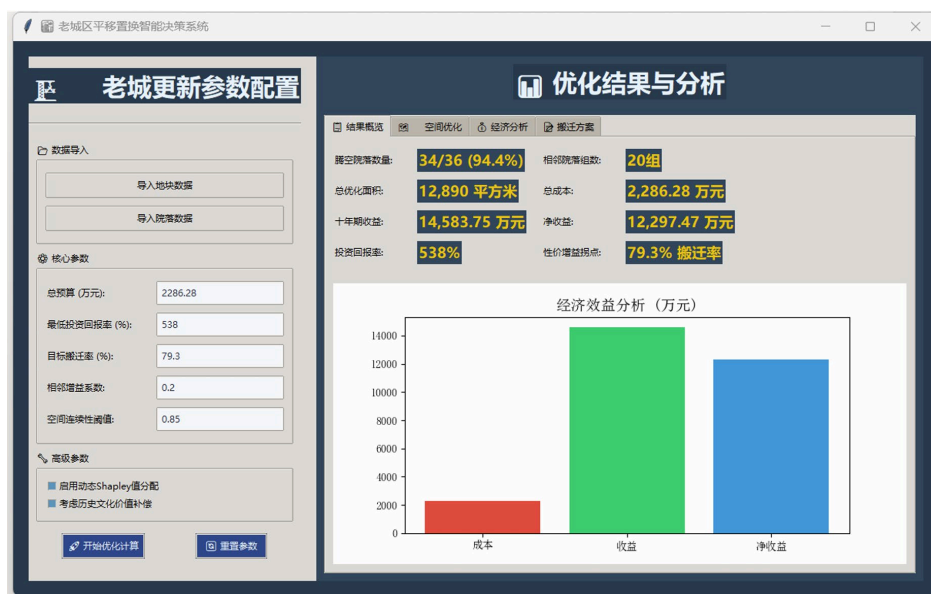 老城区平移置换智能决策系统
老城更新参数配置
数据导入
导入地块数据
导入院落数据
核心参数
总预算 (万元): 2286.28
最低投资回报率 (%): 538
目标搬迁率 (%): 79.3
相邻增益系数: 0.2
空间连续性阈值: 0.85
高级参数
启用动态Shapley值分配
考虑历史文化价值补偿
开始优化计算 重置参数
优化结果与分析
结果概览 空间优化 经济分析 搬迁方案
腾空院落数量: 34/36 (94.4%) 相邻院落组数: 20组
总优化面积: 12,890 平方米 总成本: 2,286.28 万元
十年期收益: 14,583.75 万元 净收益: 12,297.47 万元
投资回报率: 538% 性价增益拐点: 79.3% 搬迁率
经济效益分析（万元）
14000
12000
10000
8000
6000
4000
2000
0
成本 收益 净收益